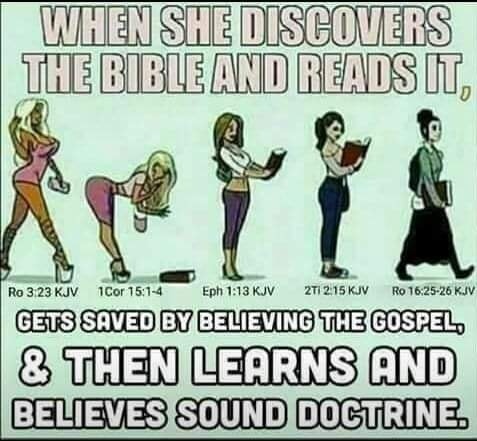 WHEN SHE DISCOVERS
THE BIBLE AND READS IT,
Ro 3:23 KJV 1Cor 15:1-4 Eph 1:13 KJV 2Ti 2:15 KJV Ro 16:25-26 KJV
GETS SAVED BY BELIEVING THE GOSPEL,
& THEN LEARNS AND
BELIEVES SOUND DOCTRINE.